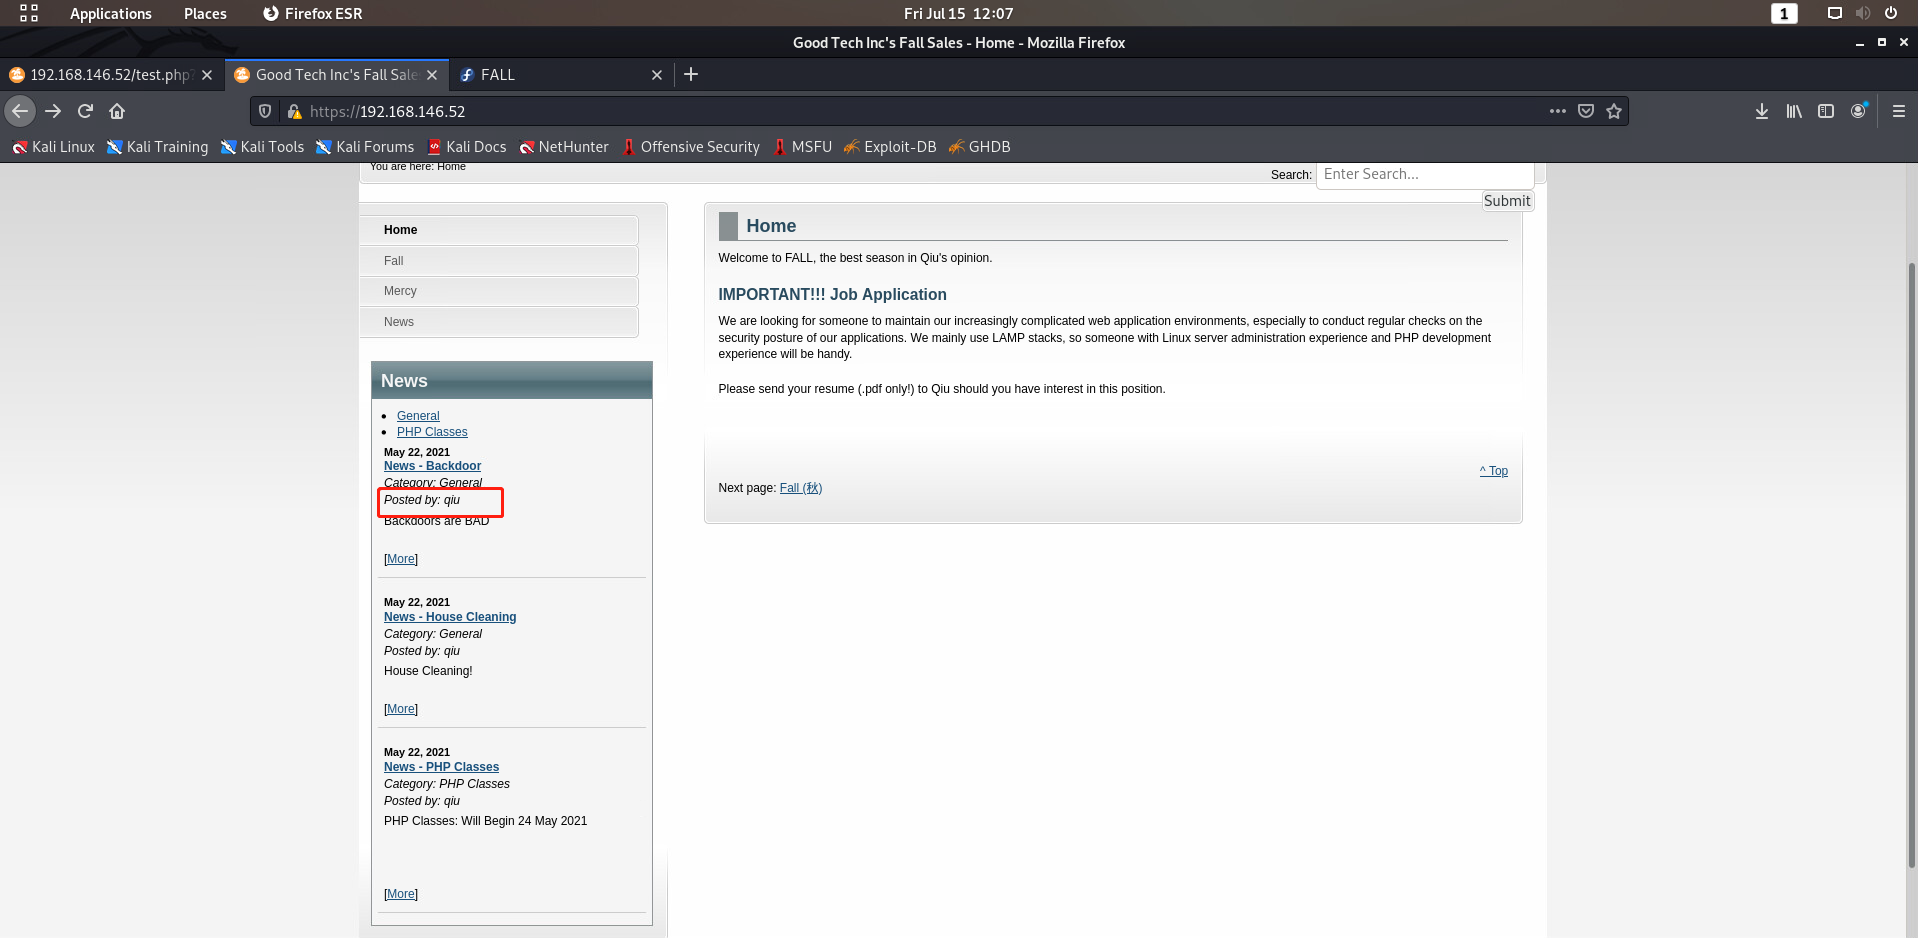 Applications Places Firefox ESR Fri Jul 15 12:07 1
Good Tech Inc's Fall Sales - Home - Mozilla Firefox
192.168.146.52/test.php? Good Tech Inc's Fall Sale FALL
https://192.168.146.52
Kali Linux Kali Training Kali Tools Kali Forums Kali Docs NetHunter Offensive Security MSFU Exploit-DB GHDB
You are here: Home
Search: Enter Search...
Submit
Home
Fall
Mercy
News
News
General
PHP Classes
May 22, 2021
News - Backdoor
Category: General
Posted by: qiu
Backdoors are BAD
[More]
May 22, 2021
News - House Cleaning
Category: General
Posted by: qiu
House Cleaning!
[More]
May 22, 2021
News - PHP Classes
Category: PHP Classes
Posted by: qiu
PHP Classes: Will Begin 24 May 2021
[More]
Home
Welcome to FALL, the best season in Qiu's opinion.
IMPORTANT!!! Job Application
We are looking for someone to maintain our increasingly complicated web application environments, especially to conduct regular checks on the
security posture of our applications. We mainly use LAMP stacks, so someone with Linux server administration experience and PHP development
experience will be handy.
Please send your resume (.pdf only!) to Qiu should you have interest in this position.
^ Top
Next page: Fall (秋)